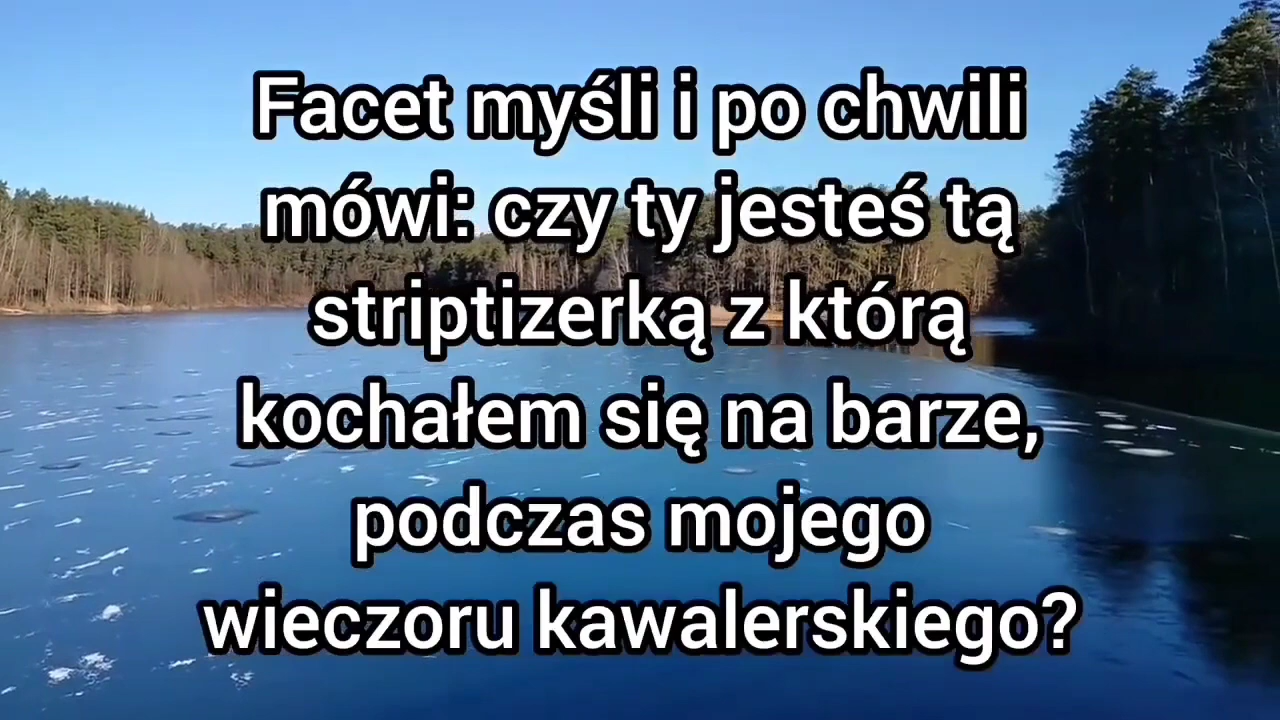 Facet myśli i po chwili
mówi: czy ty jesteś tą
striptizerką z którą
kochałem się na barze,
podczas mojego
wieczoru kawalerskiego?